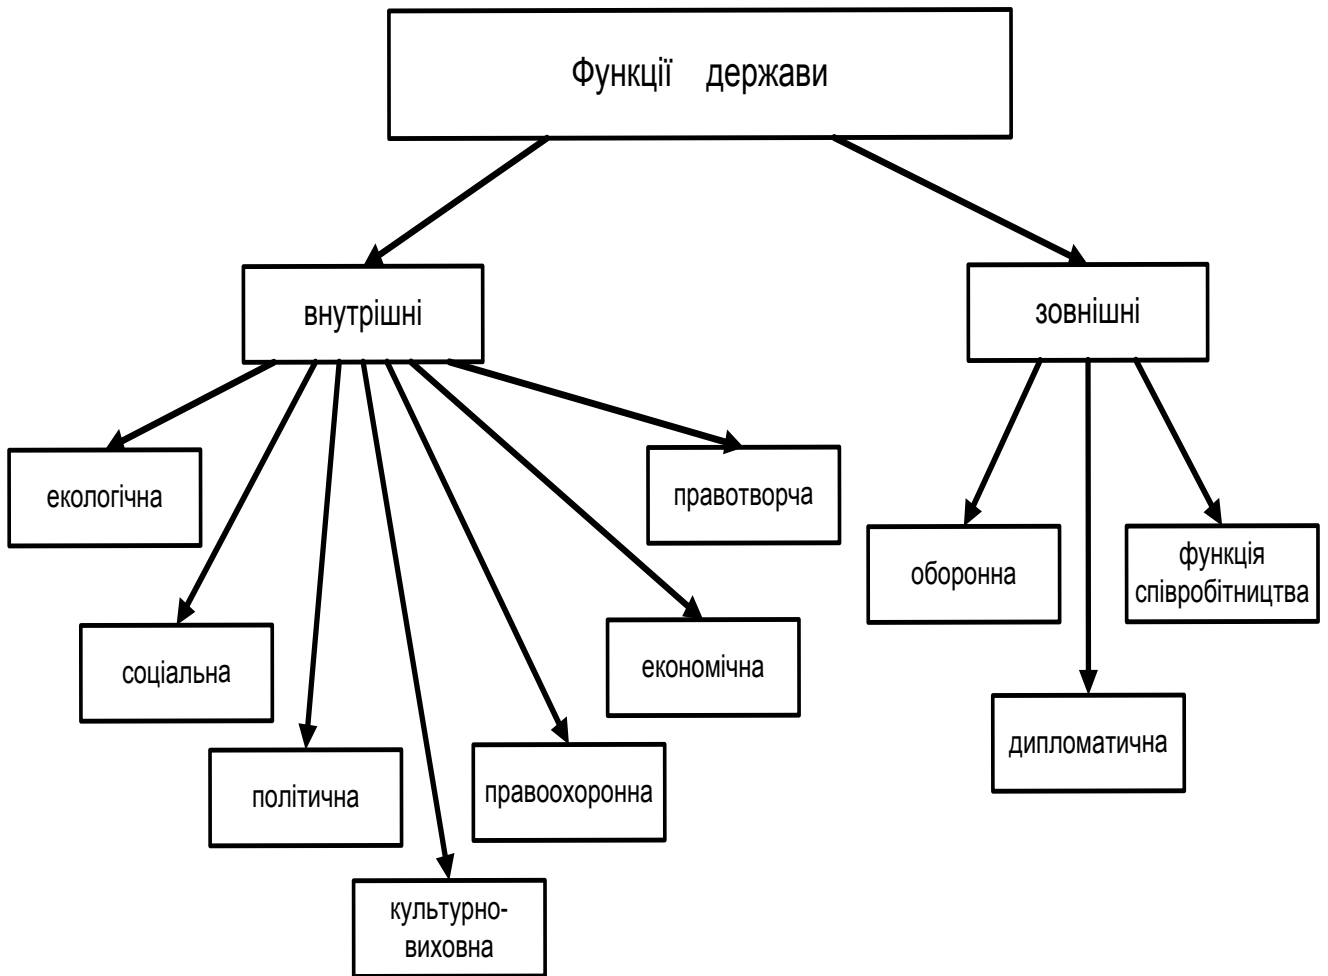 Функції держави
внутрішні
зовнішні
екологічна
правотворча
оборонна
функція
співробітництва
соціальна
економічна
дипломатична
політична
правоохоронна
культурно-
виховна